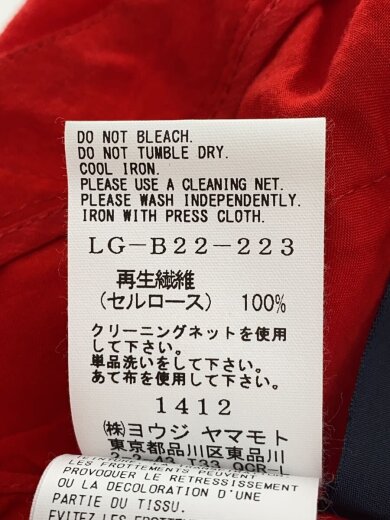 DO NOT BLEACH.
DO NOT TUMBLE DRY.
COOL IRON.
PLEASE USE A CLEANING NET.
PLEASE WASH INDEPENDENTLY.
IRON WITH PRESS CLOTH.
LG-B22-223
再生繊維
(セルロース) 100%
クリーニングネットを使用
して下さい。
単品洗いをして下さい。
あて布を使用して下さい。
1412
㈱ヨウジ ヤマモト
東京都品川区東品川
LES FROTTEMENTS PEUVENT
PROVOQUER LE RETRESSISSEMENT
OU LA DECOLORATION D'UNE
PARTIE DU TISSU.
EVITEZ LES